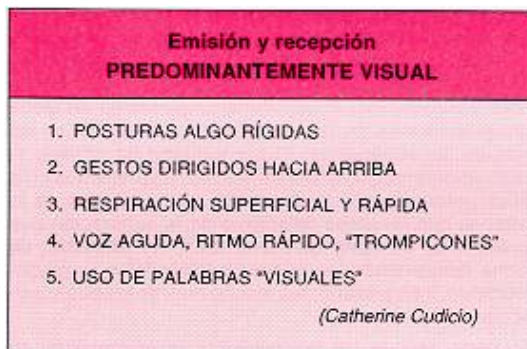 Emisión y recepción
PREDOMINANTEMENTE VISUAL
1. POSTURAS ALGO RÍGIDAS
2. GESTOS DIRIGIDOS HACIA ARRIBA
3. RESPIRACIÓN SUPERFICIAL Y RÁPIDA
4. VOZ AGUDA, RITMO RÁPIDO, "TROMPICONES"
5. USO DE PALABRAS "VISUALES"
(Catherine Cudicio)